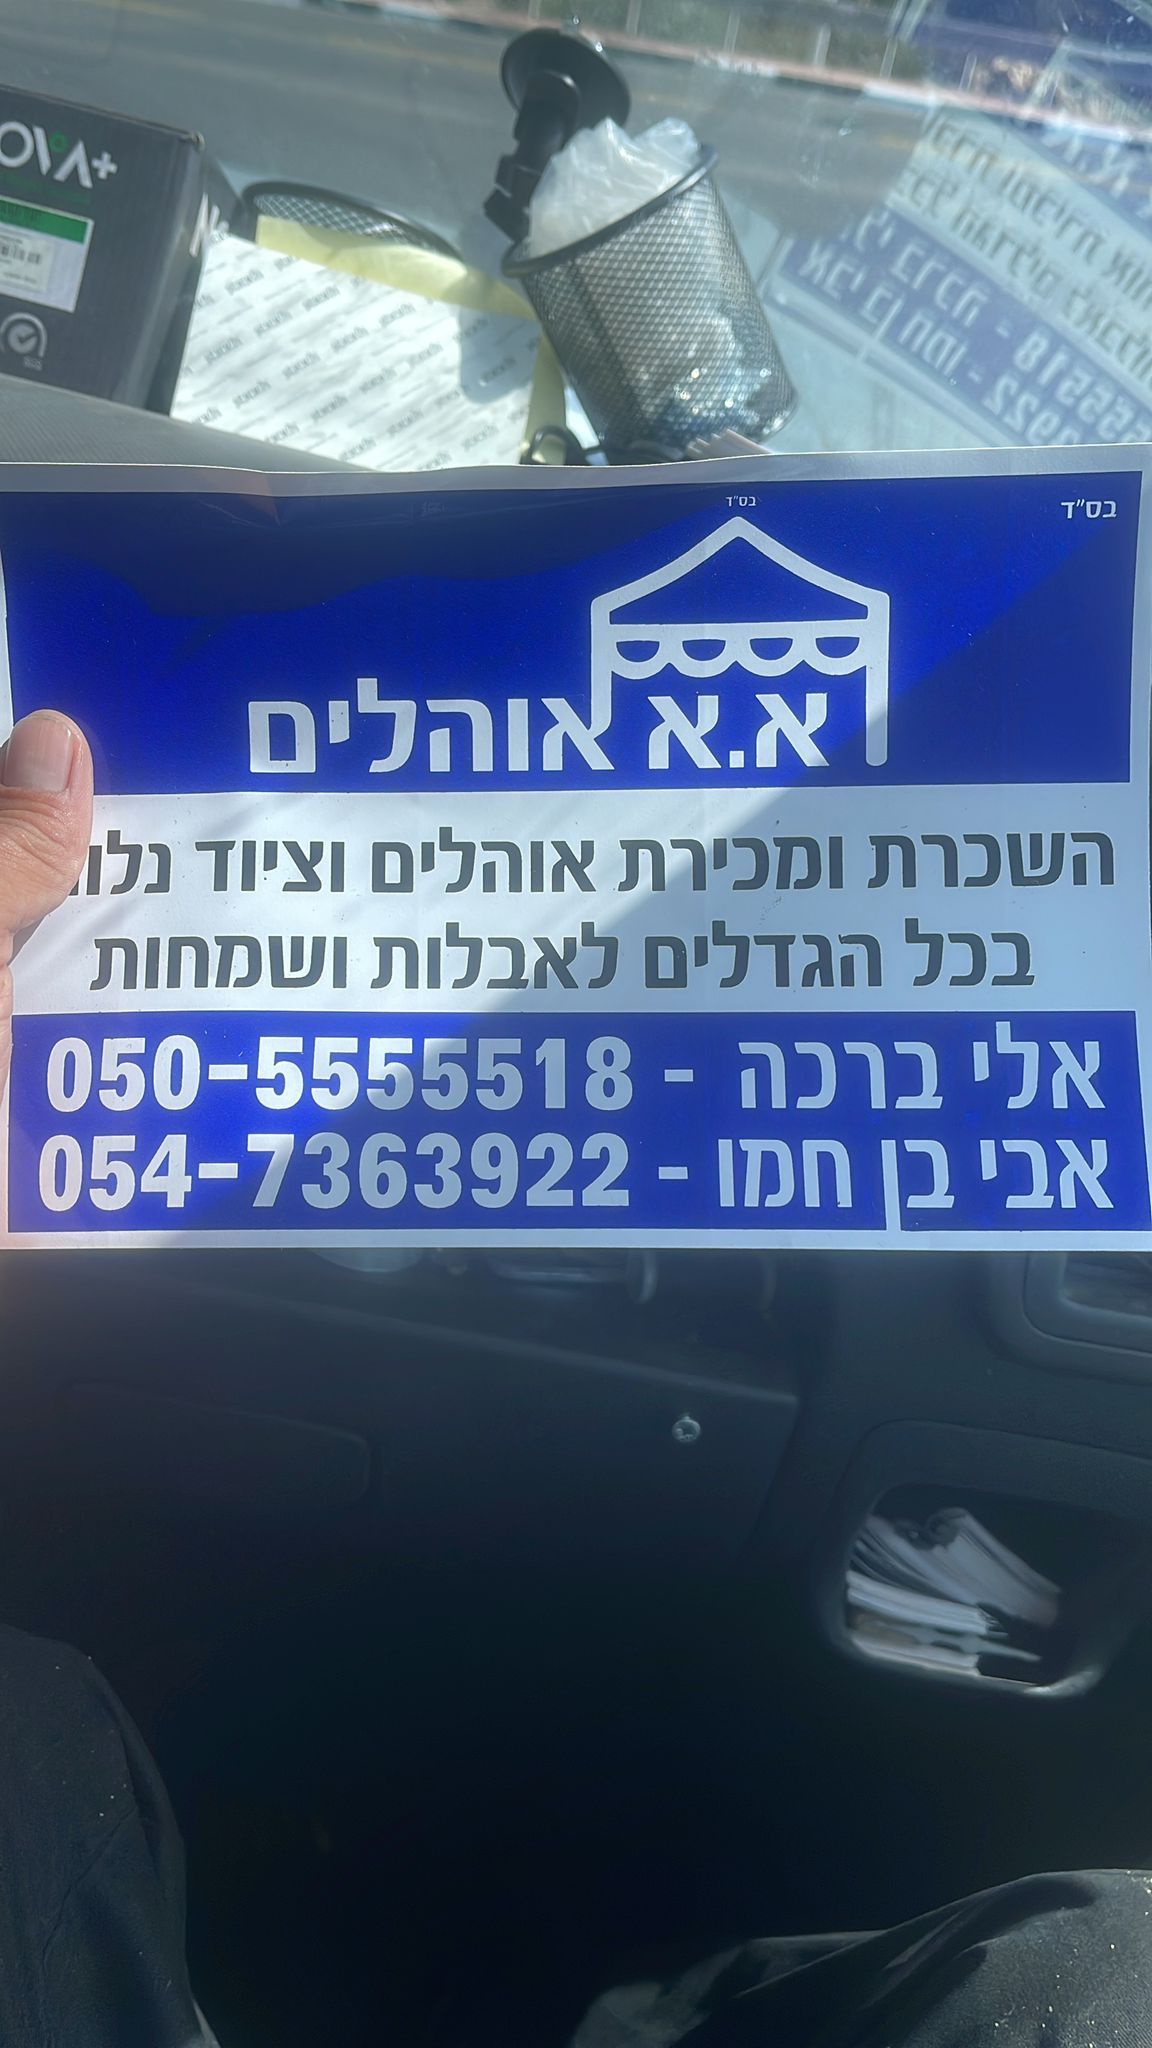 OVA+
בס"ד
בס"ד
א.א אוהלים
השכרת ומכירת אוהלים וציוד נלו
בכל הגדלים לאבלות ושמחות
אלי ברכה - 050-5555518
אבי בן חמו - 054-7363922